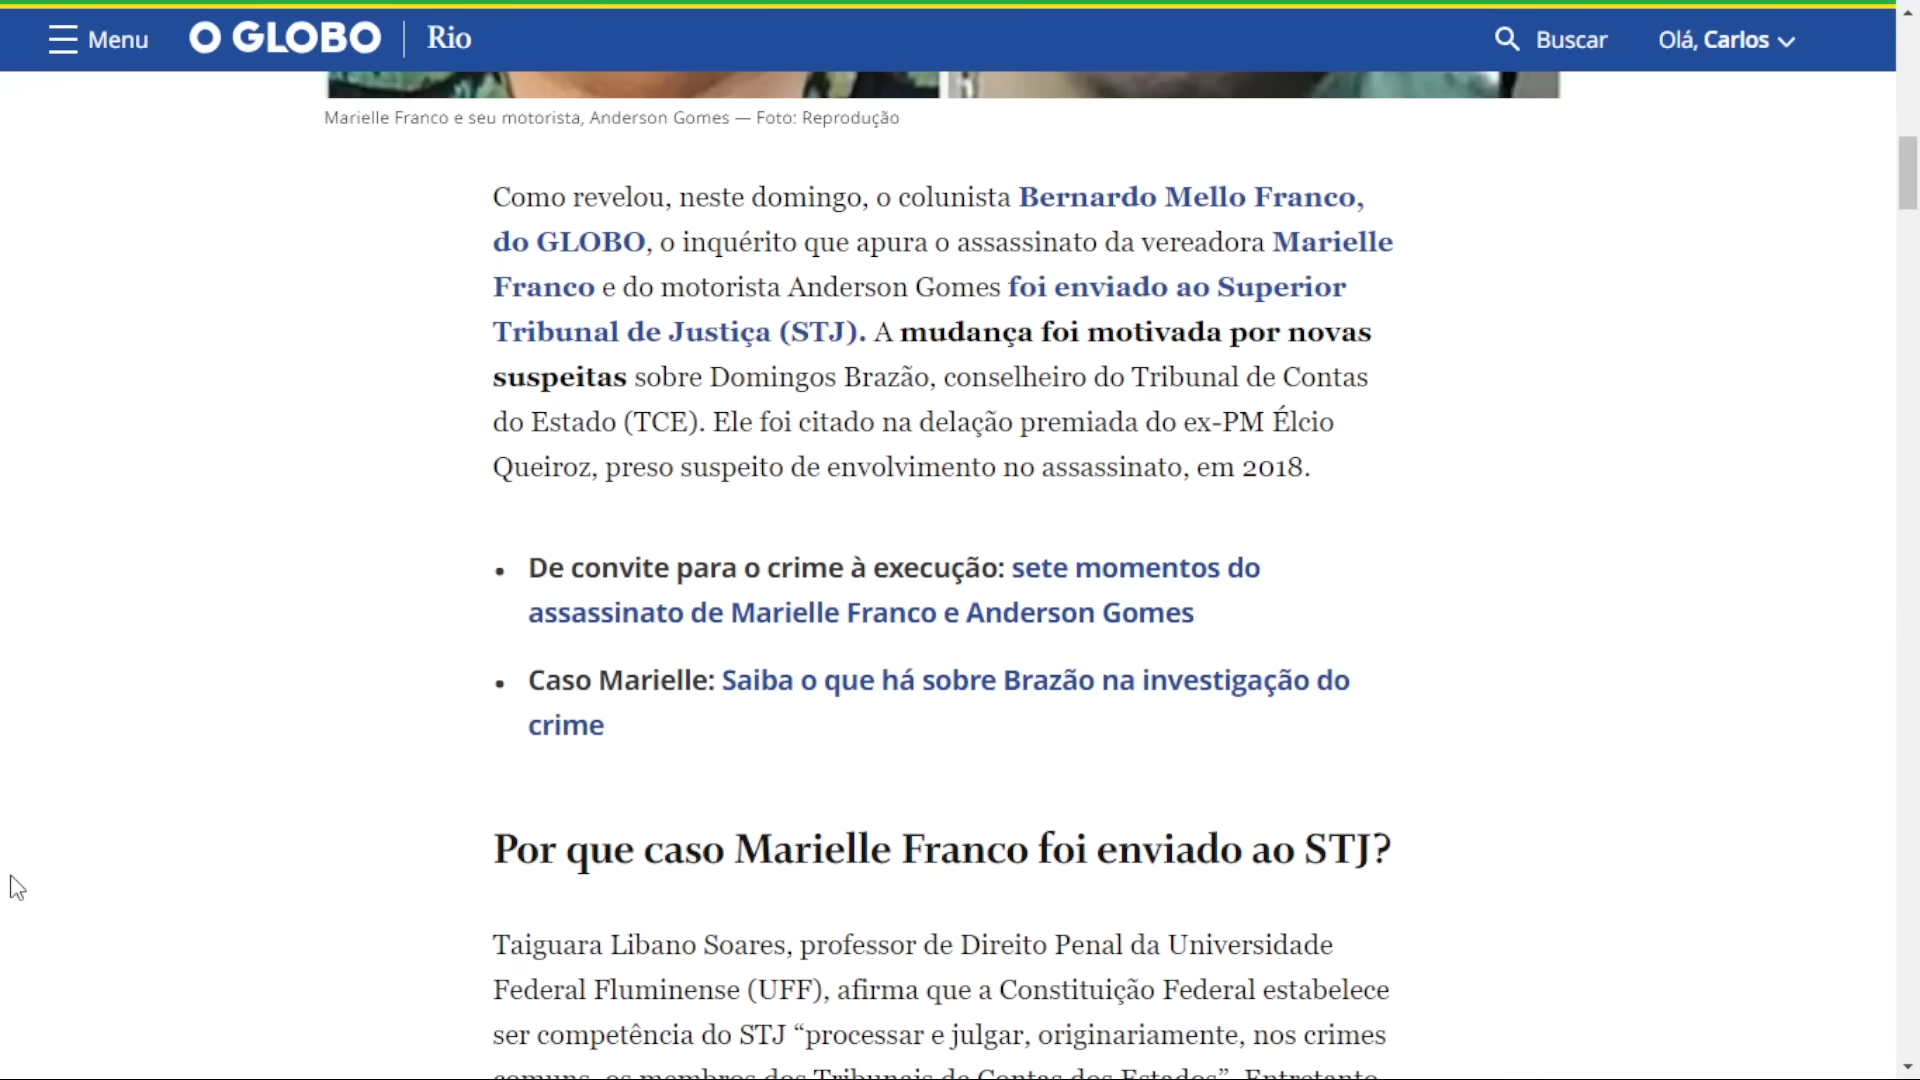 Menu
O GLOBO
Rio
Buscar
Olá, Carlos
Marielle Franco e seu motorista, Anderson Gomes — Foto: Reprodução
Como revelou, neste domingo, o colunista Bernardo Mello Franco,
do GLOBO, o inquérito que apura o assassinato da vereadora Marielle
Franco e do motorista Anderson Gomes foi enviado ao Superior
Tribunal de Justiça (STJ). A mudança foi motivada por novas
suspeitas sobre Domingos Brazão, conselheiro do Tribunal de Contas
do Estado (TCE). Ele foi citado na delação premiada do ex-PM Élcio
Queiroz, preso suspeito de envolvimento no assassinato, em 2018.
• De convite para o crime à execução: sete momentos do
assassinato de Marielle Franco e Anderson Gomes
• Caso Marielle: Saiba o que há sobre Brazão na investigação do
crime
Por que caso Marielle Franco foi enviado ao STJ?
Taiguara Libano Soares, professor de Direito Penal da Universidade
Federal Fluminense (UFF), afirma que a Constituição Federal estabelece
ser competência do STJ “processar e julgar, originariamente, nos crimes
comuns, os membros dos Tribunais de Contas dos Estados”. Entretanto